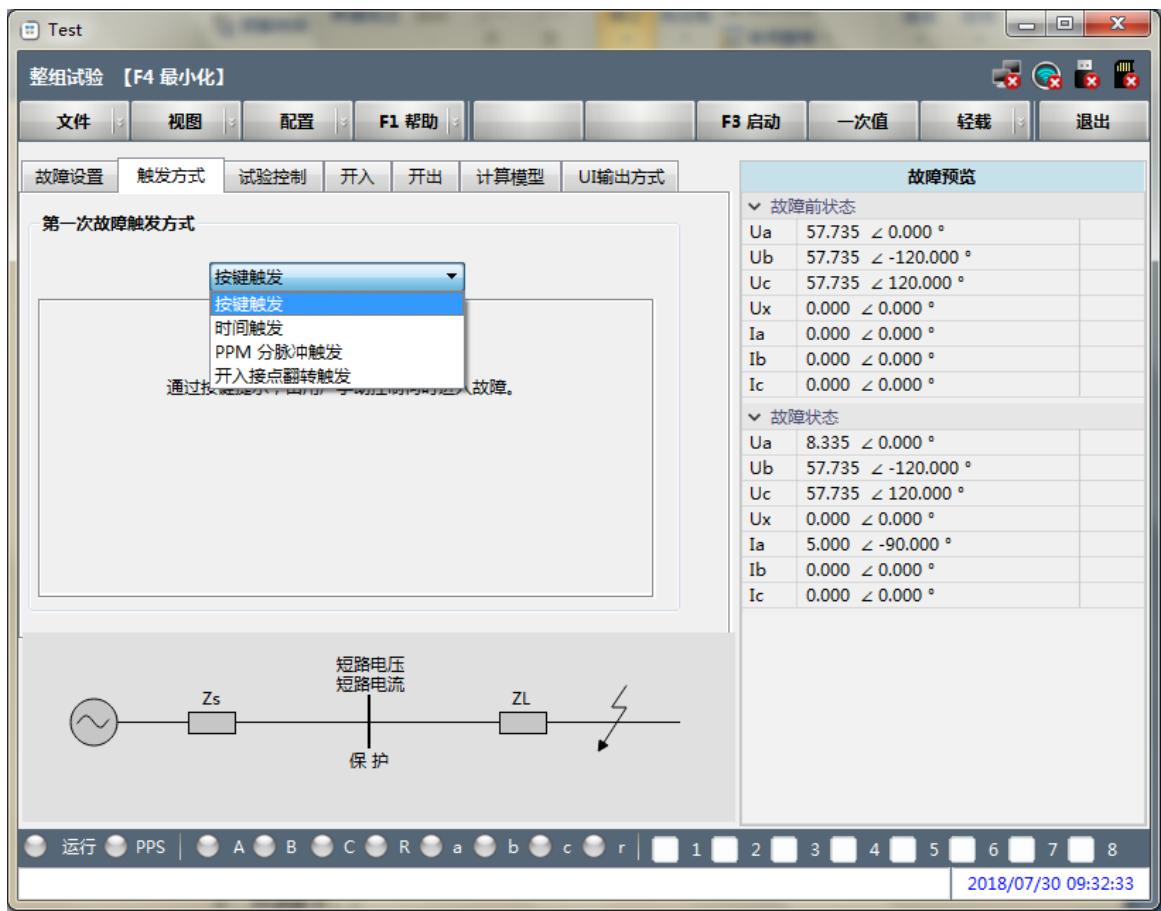 Test
整组试验 【F4 最小化】
文件 视图 配置 F1 帮助 F3 启动 一次值 轻载 退出
故障设置 触发方式 试验控制 开入 开出 计算模型 UI输出方式
第一次故障触发方式
按键触发
按键触发
时间触发
PPM 分脉冲触发
开入接点翻转触发
通过按 入故障。
故障预览
故障前状态
Ua 57.735 ∠ 0.000 °
Ub 57.735 ∠ -120.000 °
Uc 57.735 ∠ 120.000 °
Ux 0.000 ∠ 0.000 °
Ia 0.000 ∠ 0.000 °
Ib 0.000 ∠ 0.000 °
Ic 0.000 ∠ 0.000 °
故障状态
Ua 8.335 ∠ 0.000 °
Ub 57.735 ∠ -120.000 °
Uc 57.735 ∠ 120.000 °
Ux 0.000 ∠ 0.000 °
Ia 5.000 ∠ -90.000 °
Ib 0.000 ∠ 0.000 °
Ic 0.000 ∠ 0.000 °
短路电压
短路电流
Zs ZL
保 护
运行 PPS A B C R a b c r 1 2 3 4 5 6 7 8
2018/07/30 09:32:33